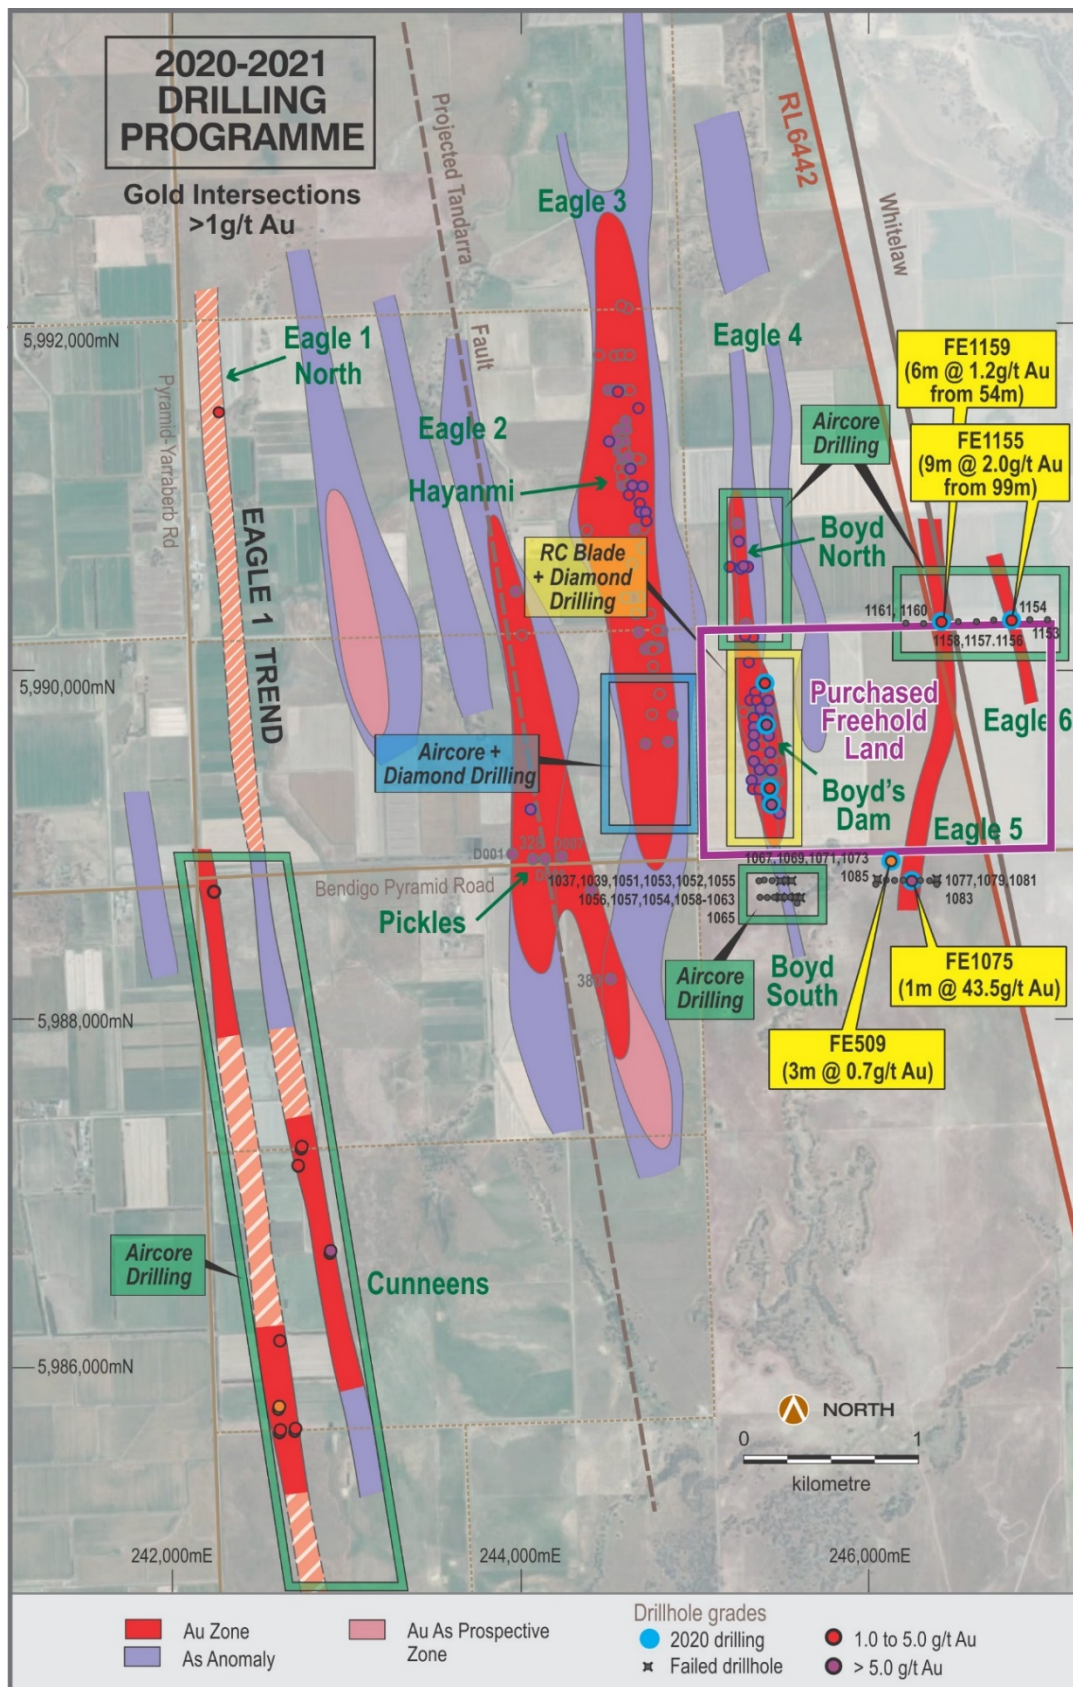 2020-2021
DRILLING
PROGRAMME
Gold Intersections
>1g/t Au
Projected Tandarra
Fault
RL6442
Whitelaw
Eagle 3
5,992,000mN
Eagle 1
North
Pyramid-Yarraberb Rd
EAGLE 1 TREND
Eagle 2
Hayanmi
Eagle 4
FE1159
(6m @ 1.2g/t Au
from 54m)
Aircore
Drilling
FE1155
(9m @ 2.0g/t Au
from 99m)
RC Blade
+ Diamond
Drilling
Boyd
North
1161, 1160
1154
1158,1157.1156
1153
5,990,000mN
Purchased
Freehold
Land
Eagle 6
Aircore +
Diamond Drilling
Boyd's
Dam
Eagle 5
D001
328
D007
1067,1069,1071,1073
1085
Bendigo Pyramid Road
1037,1039,1051,1053,1052,1055
1056,1057,1054,1058-1063
1065
1077,1079,1081
1083
Pickles
Aircore
Drilling
Boyd
South
FE1075
(1m @ 43.5g/t Au)
5,988,000mN
FE509
(3m @ 0.7g/t Au)
Aircore
Drilling
Cunneens
5,986,000mN
NORTH
0 1
kilometre
242,000mE 244,000mE 246,000mE
Au Zone
As Anomaly
Au As Prospective
Zone
Drillhole grades
2020 drilling
Failed drillhole
1.0 to 5.0 g/t Au
> 5.0 g/t Au